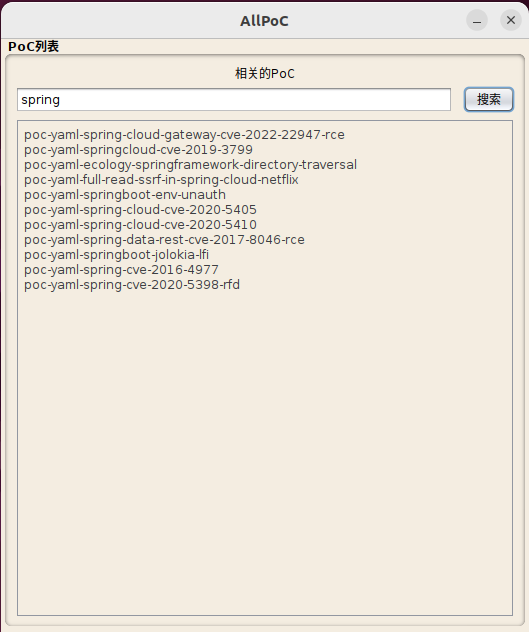 AllPoC
PoC列表
相关的PoC
spring
搜索
poc-yaml-spring-cloud-gateway-cve-2022-22947-rce
poc-yaml-springcloud-cve-2019-3799
poc-yaml-ecology-springframework-directory-traversal
poc-yaml-full-read-ssrf-in-spring-cloud-netflix
poc-yaml-springboot-env-unauth
poc-yaml-spring-cloud-cve-2020-5405
poc-yaml-spring-cloud-cve-2020-5410
poc-yaml-spring-data-rest-cve-2017-8046-rce
poc-yaml-springboot-jolokia-lfi
poc-yaml-spring-cve-2016-4977
poc-yaml-spring-cve-2020-5398-rfd